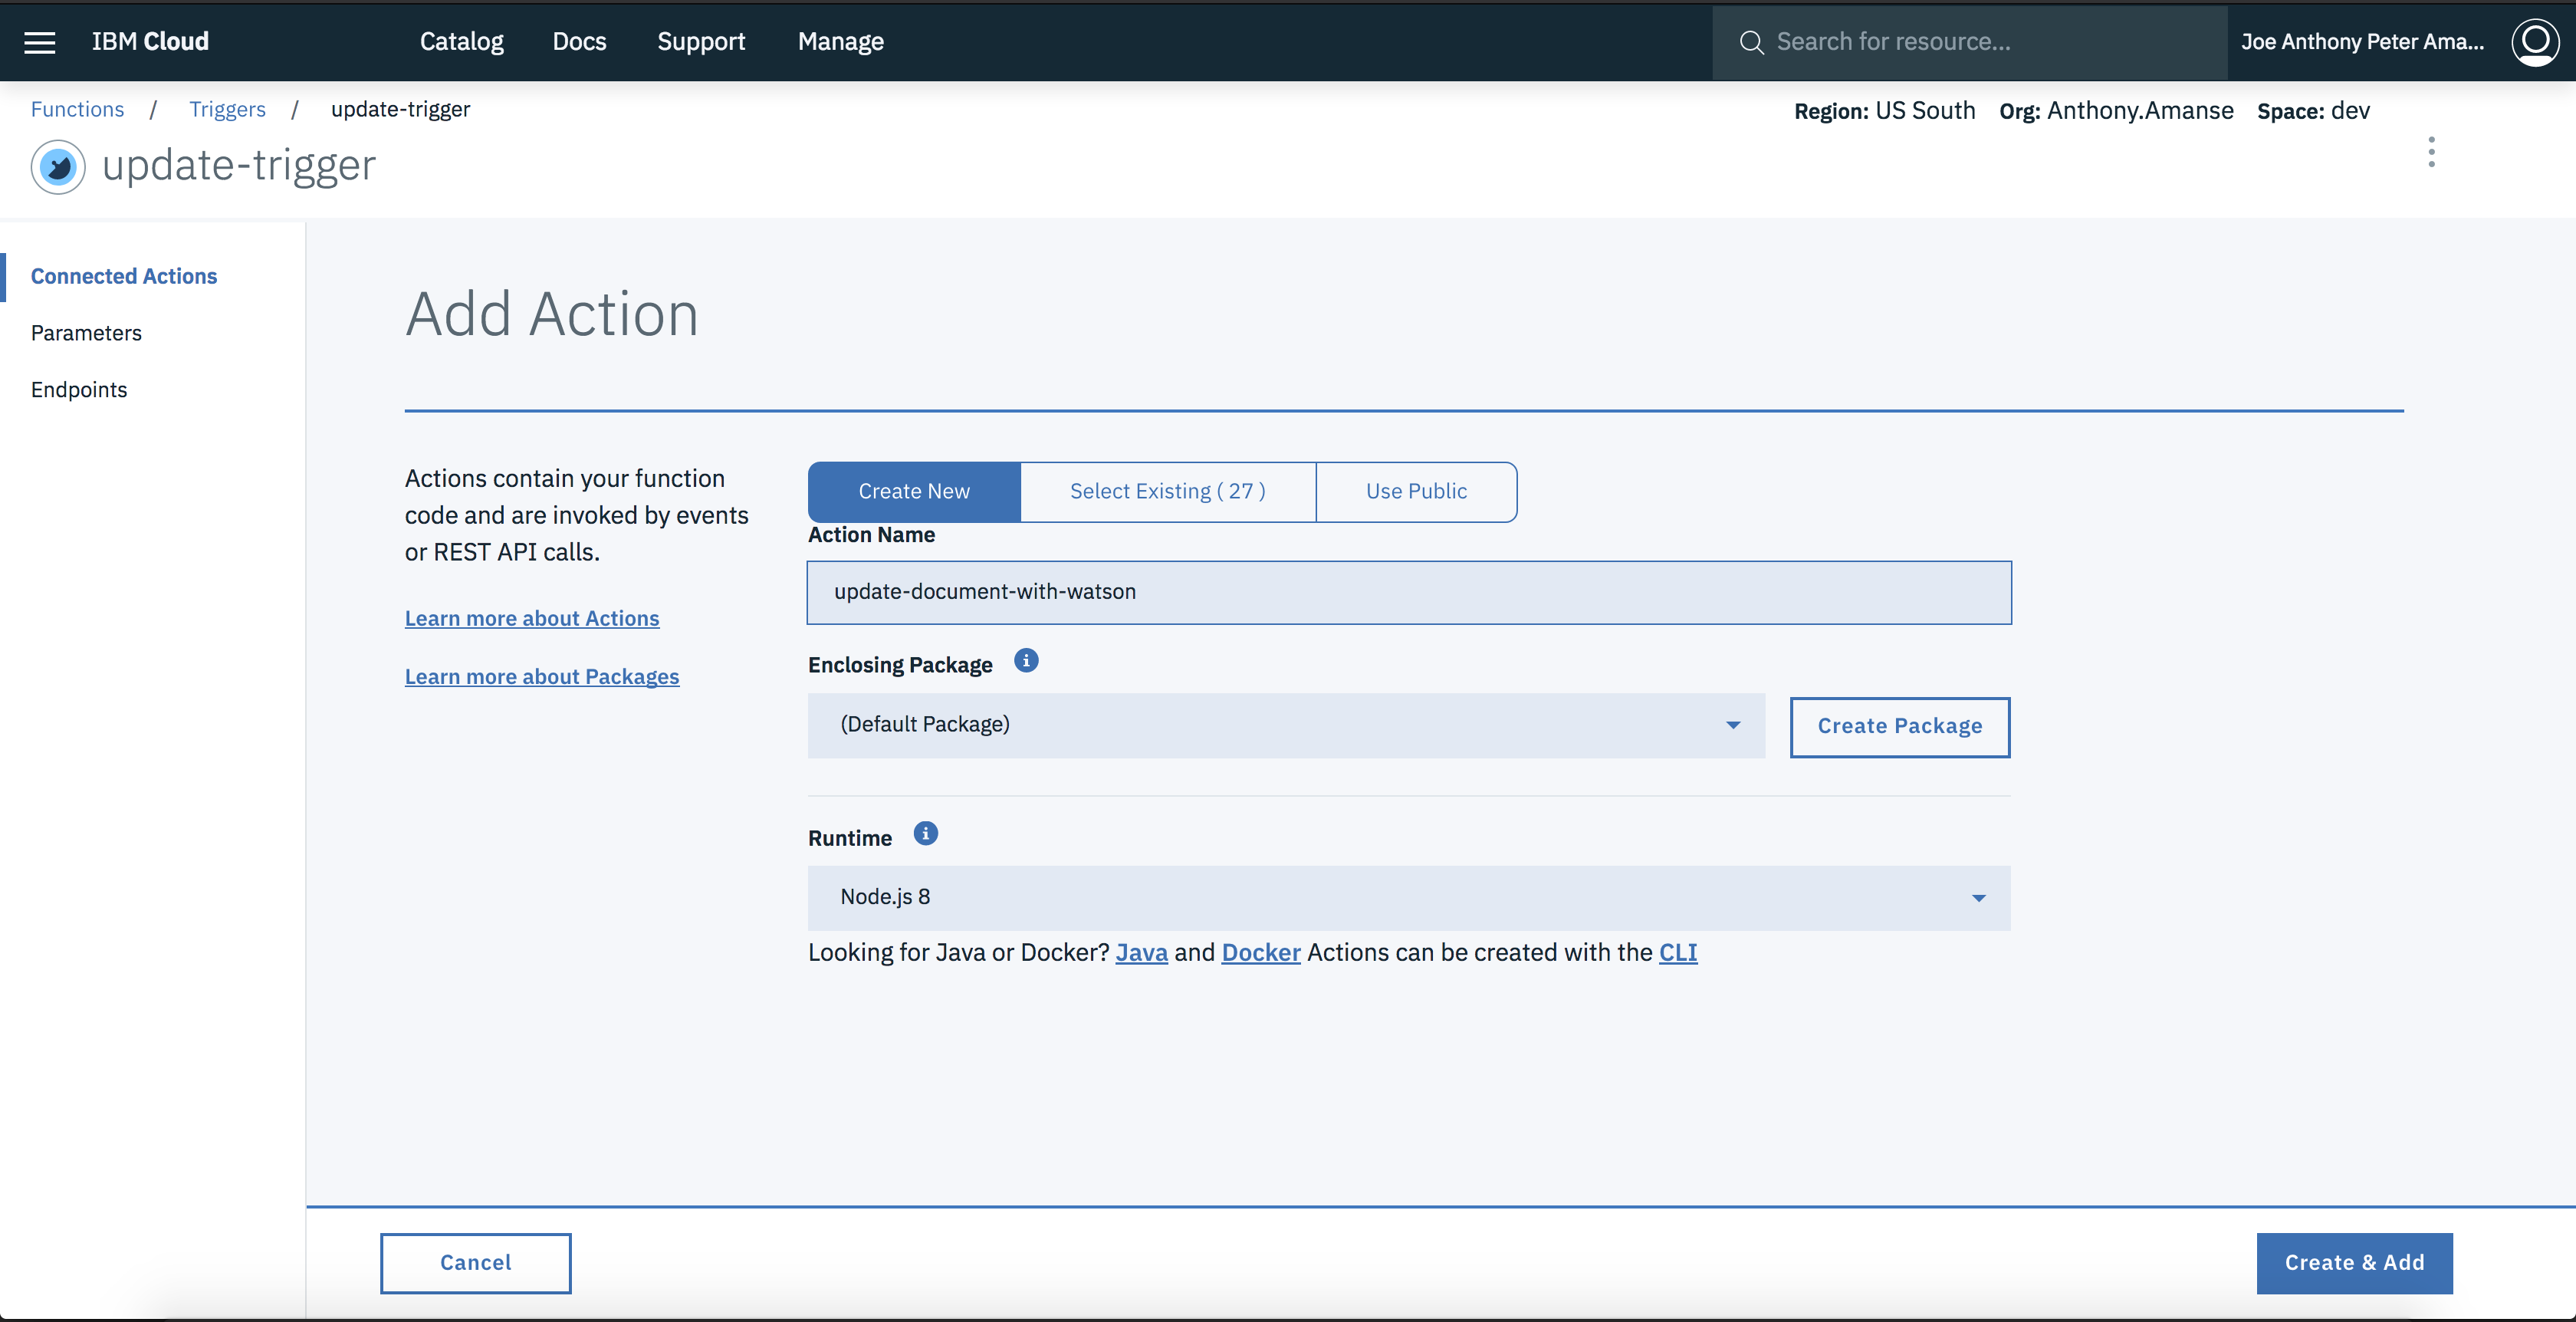 IBM Cloud
Catalog
Docs
Support
Manage
Search for resource...
Joe Anthony Peter Ama...
Functions / Triggers / update-trigger
Region: US South Org: Anthony.Amanse Space: dev
update-trigger
Connected Actions
Parameters
Endpoints
Add Action
Actions contain your function
code and are invoked by events
or REST API calls.
Learn more about Actions
Learn more about Packages
Create New
Select Existing ( 27 )
Use Public
Action Name
update-document-with-watson
Enclosing Package
(Default Package)
Create Package
Runtime
Node.js 8
Looking for Java or Docker? Java and Docker Actions can be created with the CLI
Cancel
Create & Add